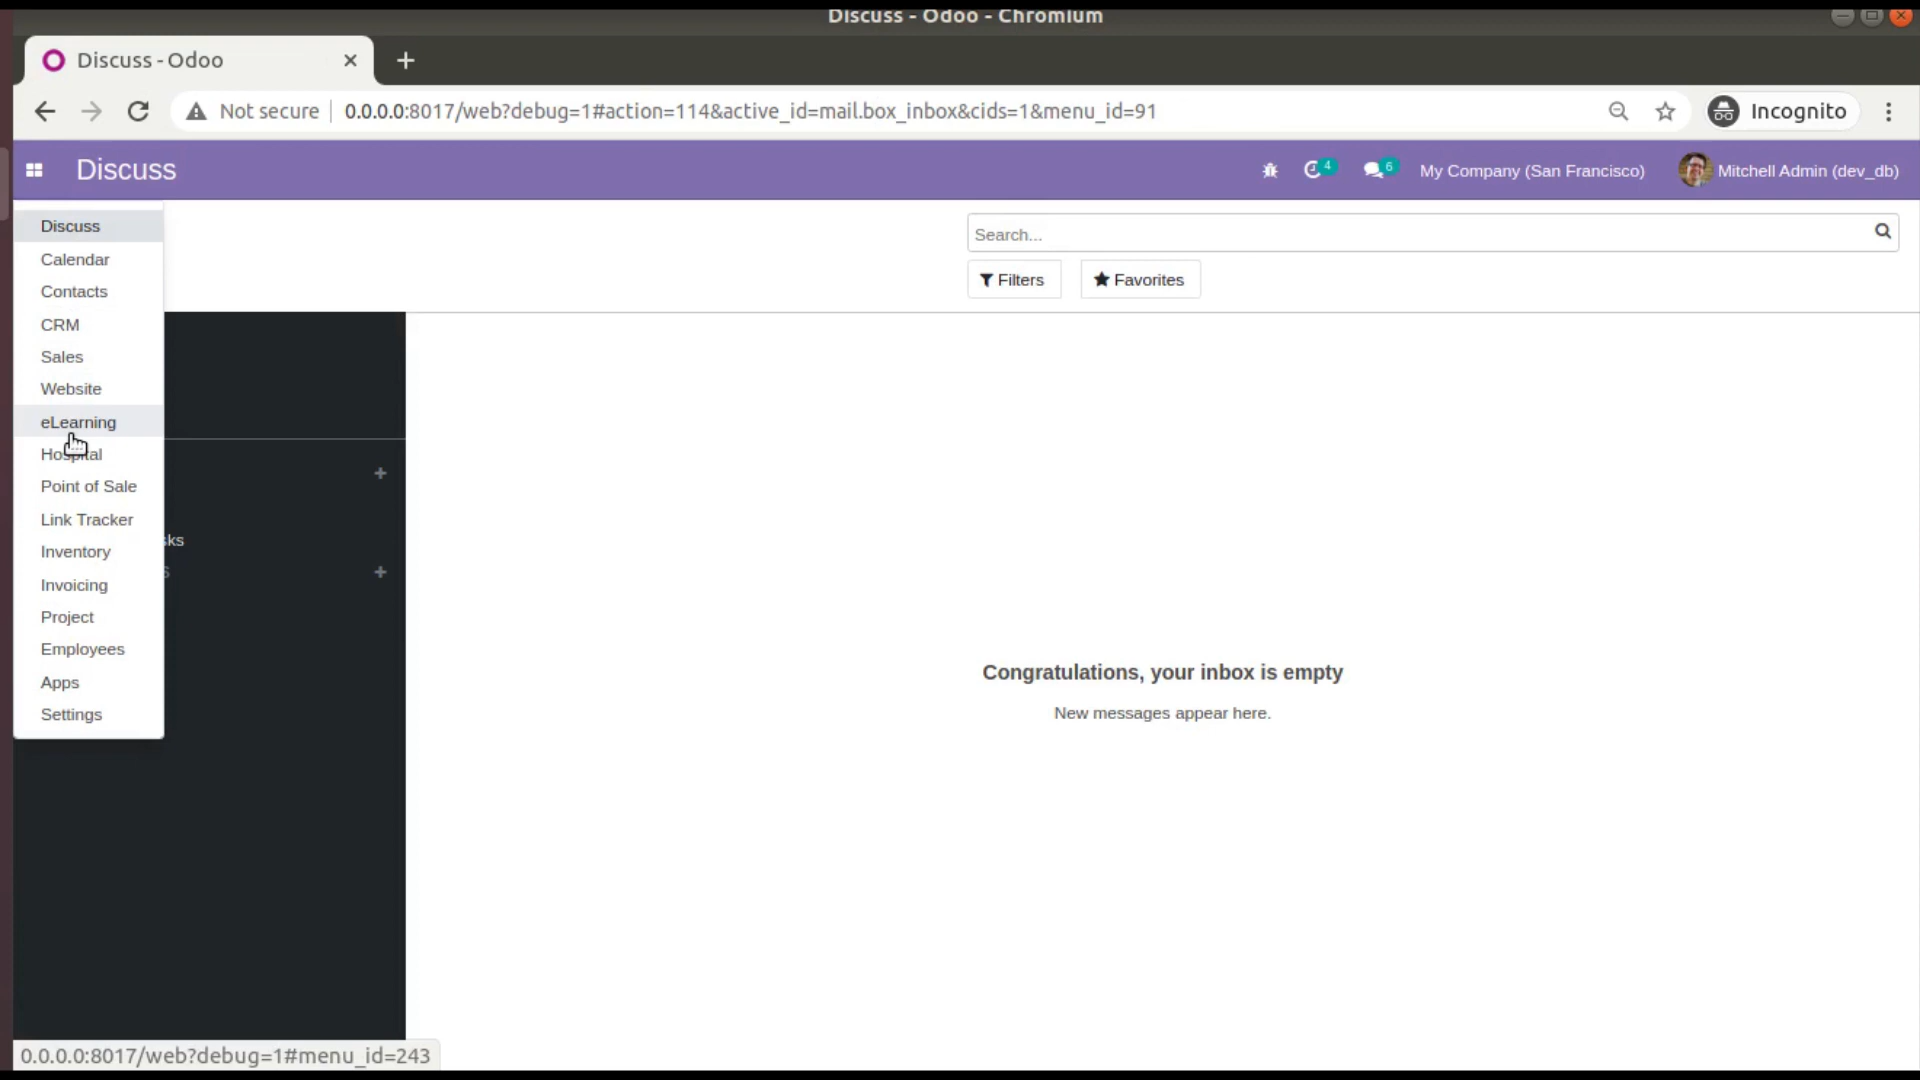 Discuss - Odoo - Chromium
Discuss - Odoo
Not secure 0.0.0.0:8017/web?debug=1#action=114&active_id=mail.box_inbox&cids=1&menu_id=91
Incognito
Discuss
4
6
My Company (San Francisco)
Mitchell Admin (dev_db)
Search...
Filters
Favorites
Discuss
Calendar
Contacts
CRM
Sales
Website
eLearning
Hospital
Point of Sale
Link Tracker
Inventory
Invoicing
Project
Employees
Apps
Settings
Congratulations, your inbox is empty
New messages appear here.
0.0.0.0:8017/web?debug=1#menu_id=243